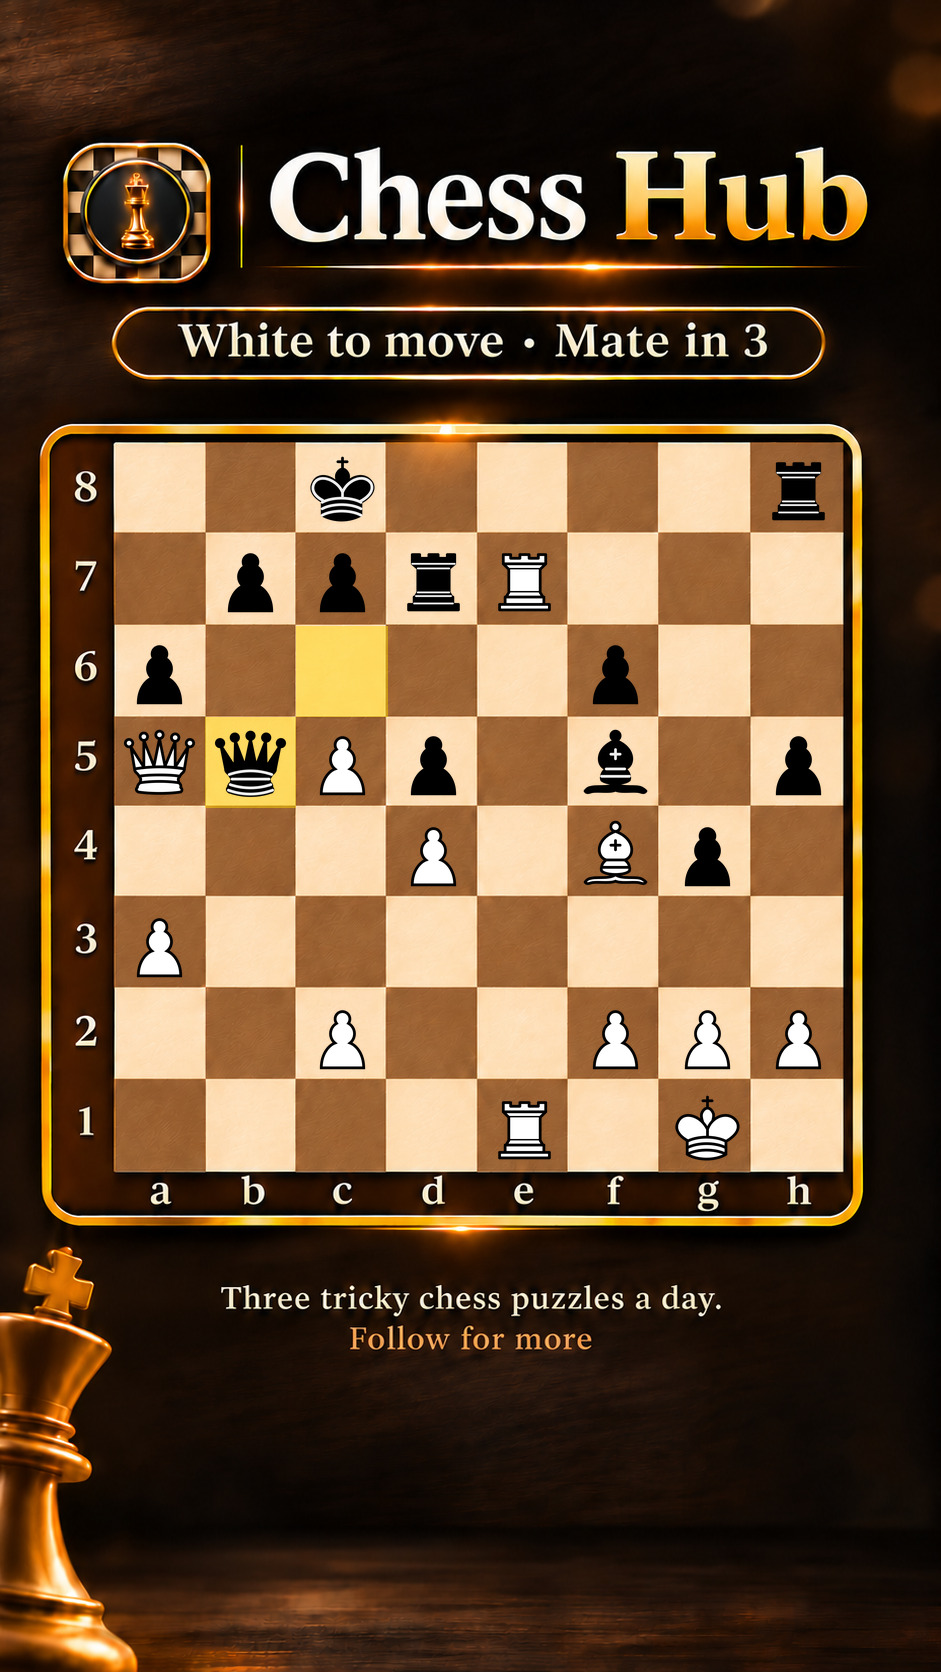 Chess Hub
White to move • Mate in 3
8
7
6
5
4
3
2
1
a b c d e f g h
Three tricky chess puzzles a day.
Follow for more